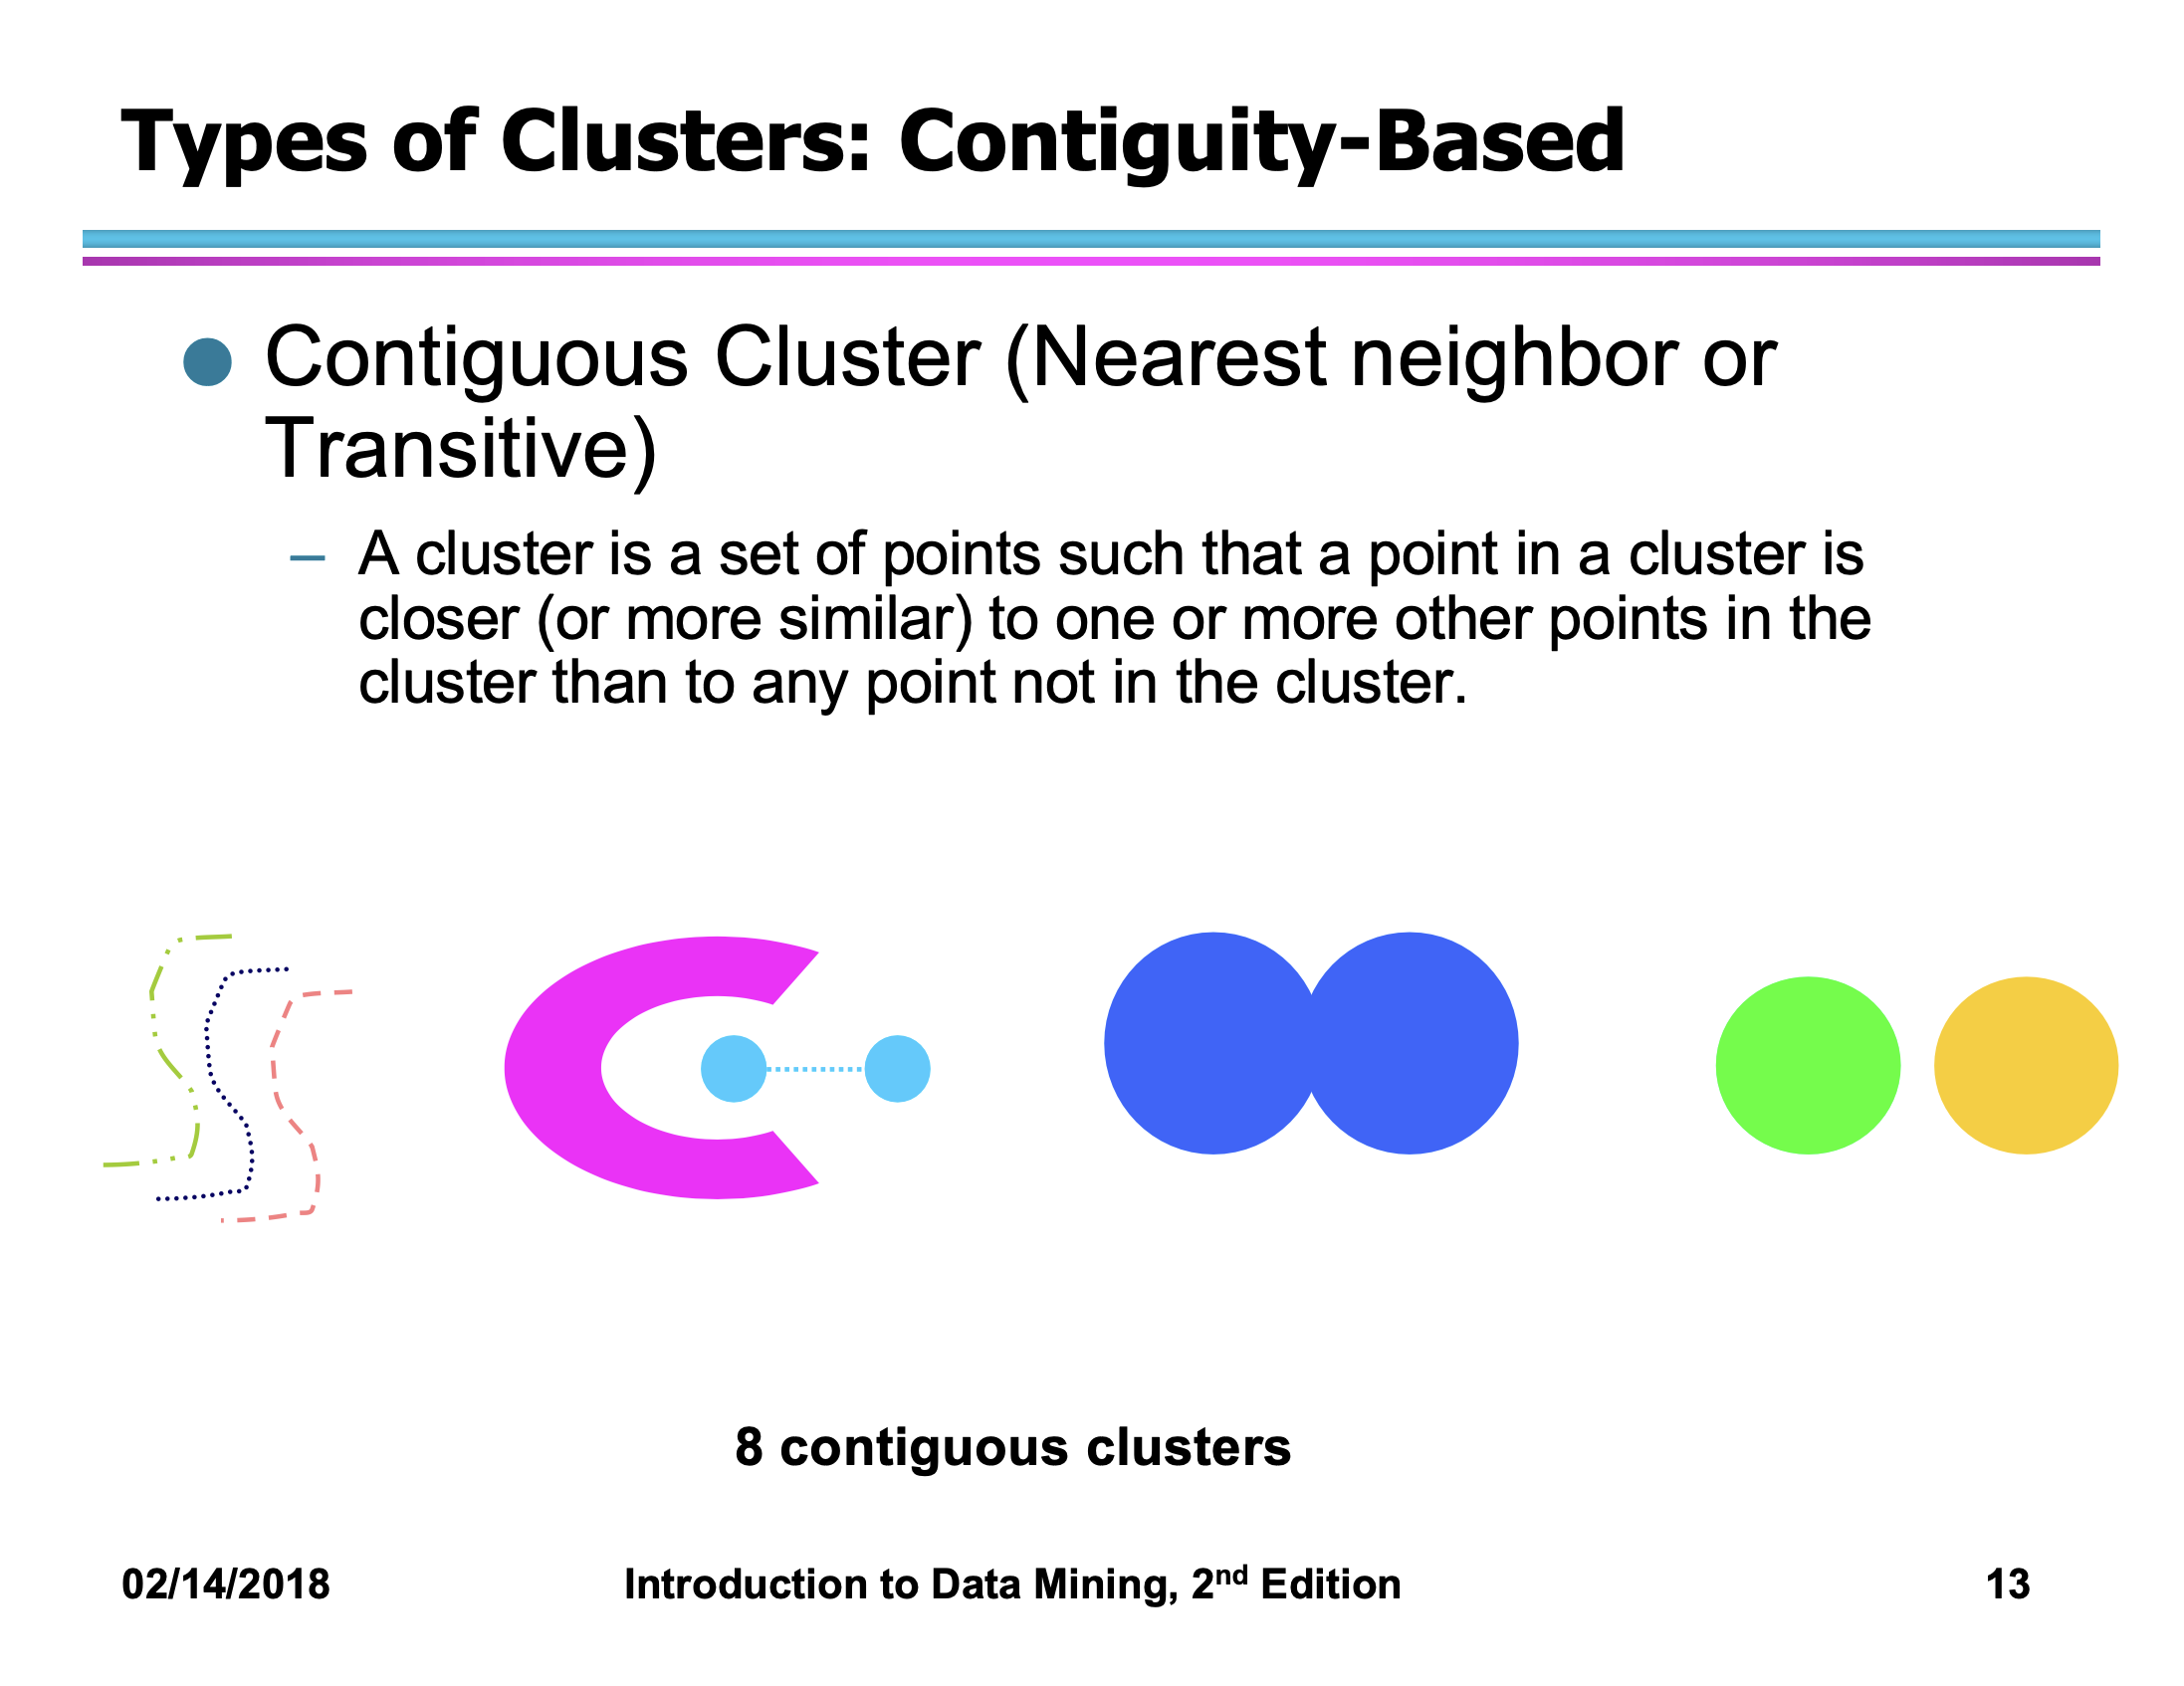 Types of Clusters: Contiguity-Based
Contiguous Cluster (Nearest neighbor or
Transitive)
– A cluster is a set of points such that a point in a cluster is
closer (or more similar) to one or more other points in the
cluster than to any point not in the cluster.
8 contiguous clusters
02/14/2018
Introduction to Data Mining, 2nd Edition
13